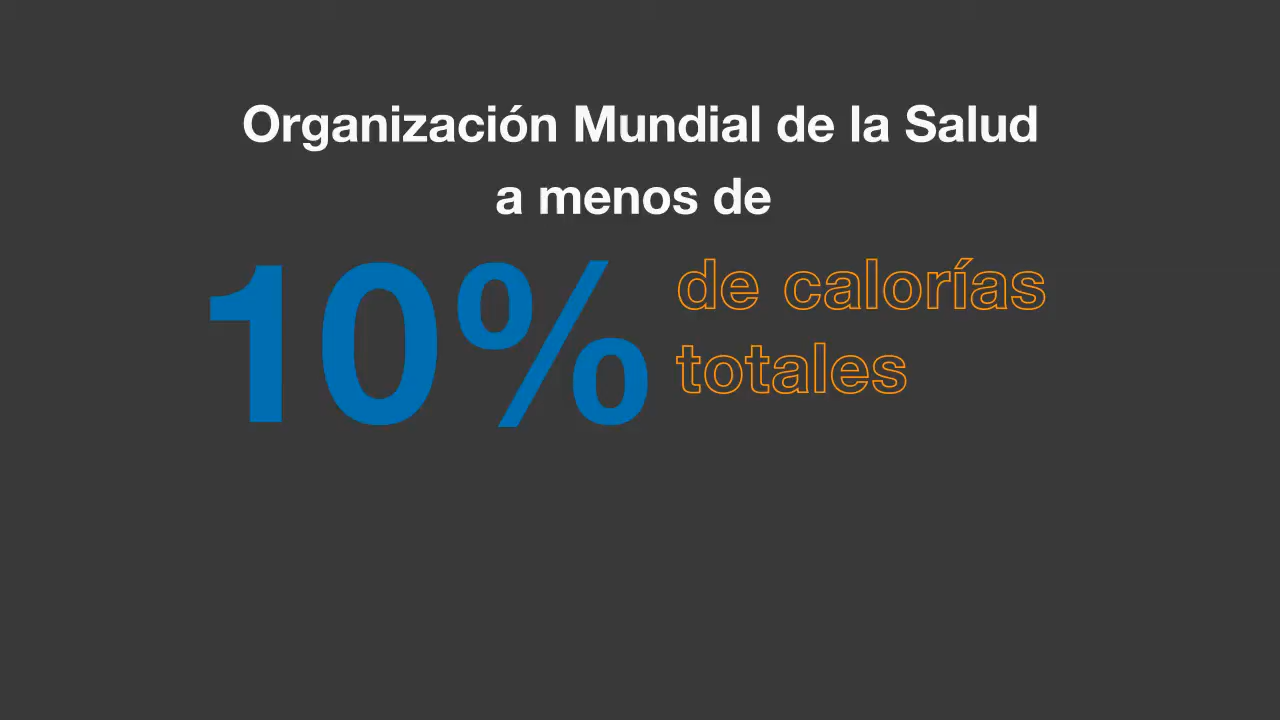 Organización Mundial de la Salud
a menos de
10% de calorías
totales